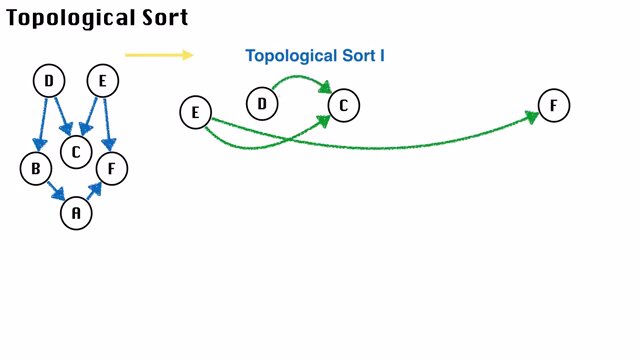 Topological Sort
Topological Sort I
D E
E D C F
C
B F
A